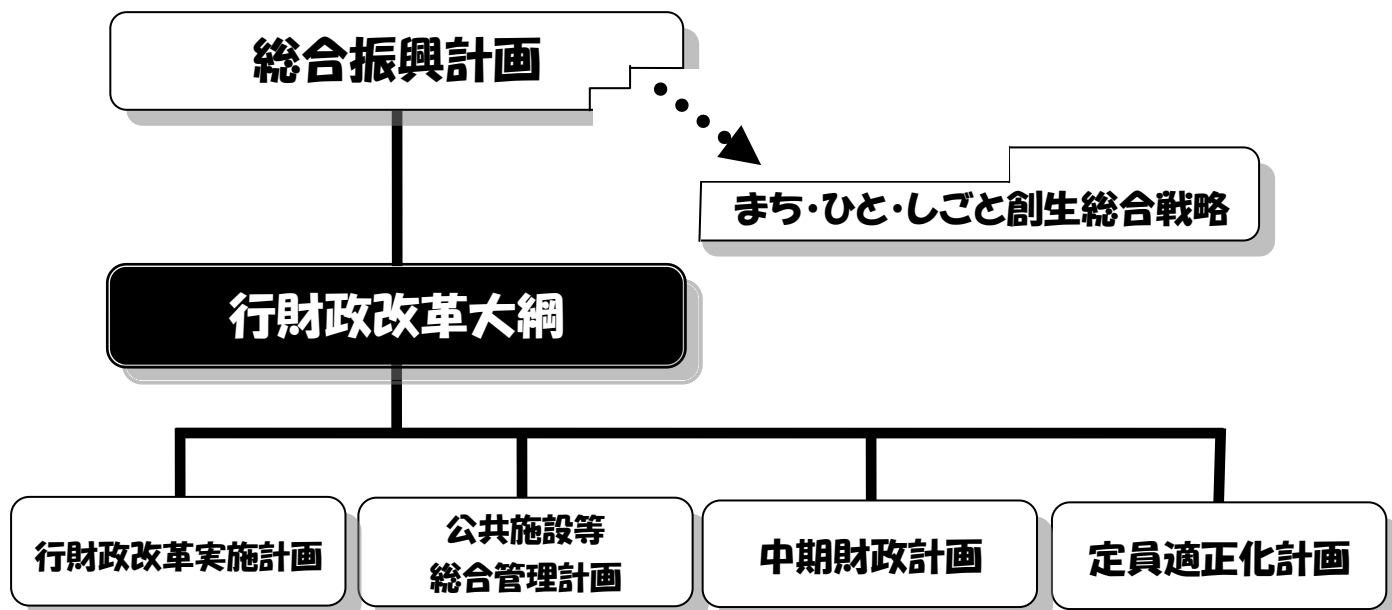 総合振興計画
まち・ひと・しごと創生総合戦略
行財政改革大綱
行財政改革実施計画
公共施設等
総合管理計画
中期財政計画
定員適正化計画